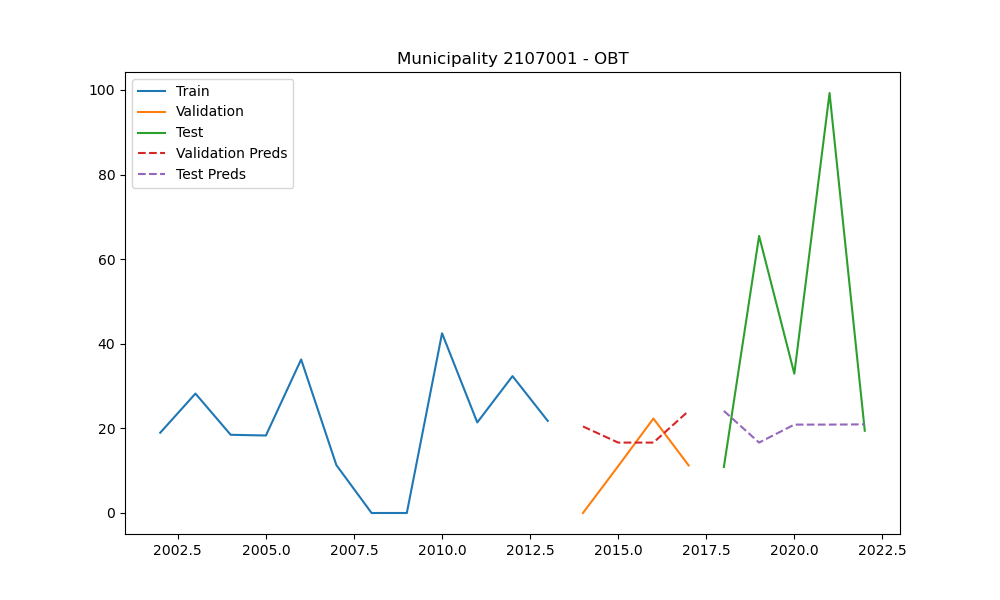 Municipality 2107001 - OBT
Train
Validation
Test
Validation Preds
Test Preds
100
80
60
40
20
0
2002.5 2005.0 2007.5 2010.0 2012.5 2015.0 2017.5 2020.0 2022.5